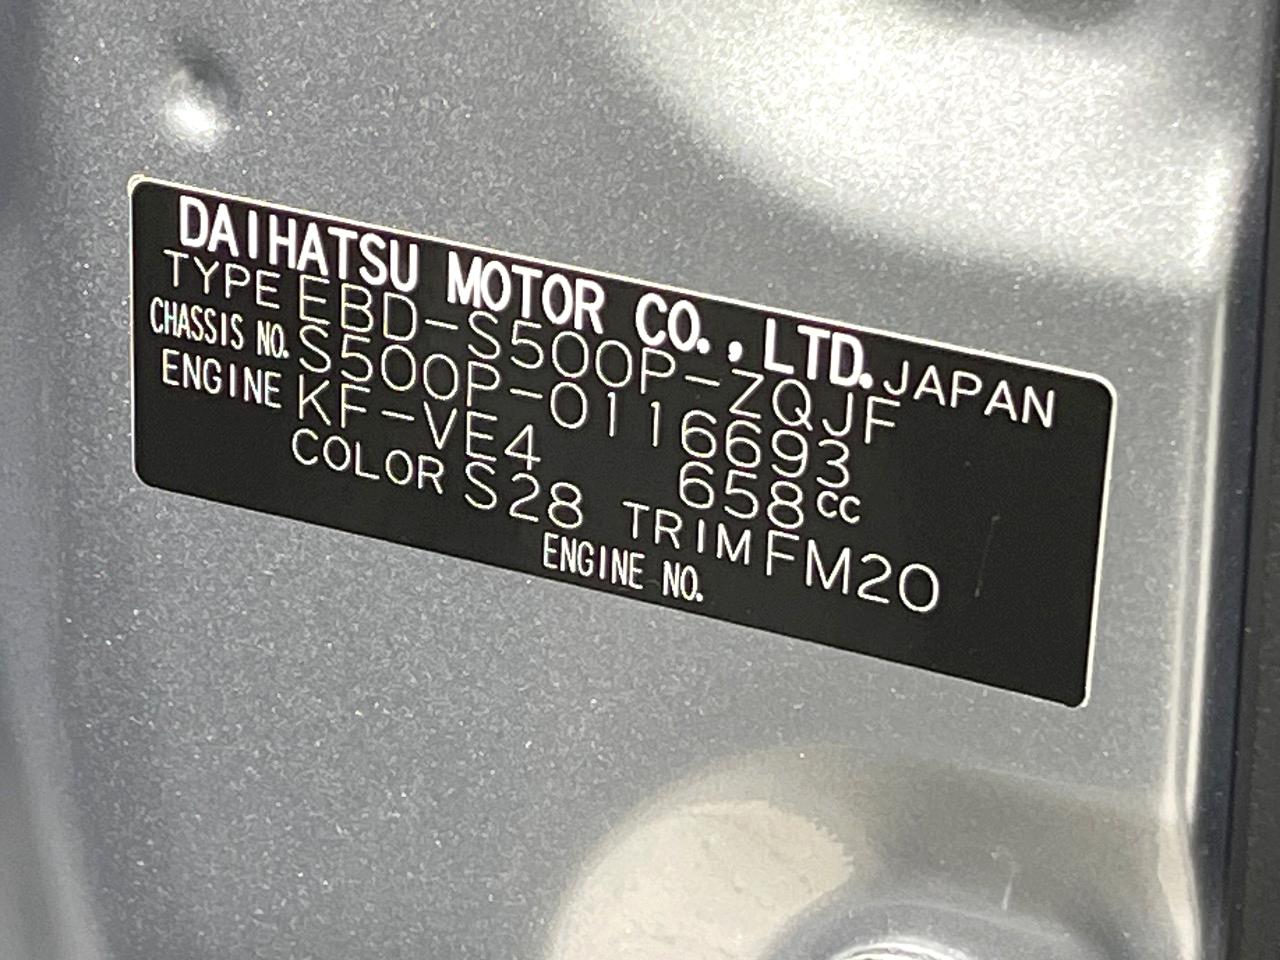 DAIHATSU MOTOR CO., LTD. JAPAN
TYPE EBD-S500P-ZQJF
CHASSIS NO. S500P-0116693
ENGINE KF-VE4 658cc
COLOR S28 TRIM FM20
ENGINE NO.